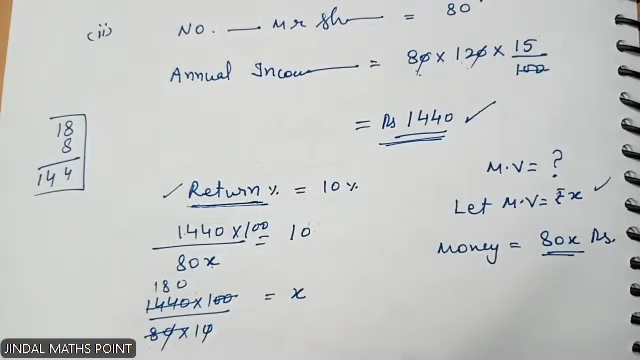 (ii) No. Mr Sh = 80
Annual Incom = 80 × 120 × 15/100
= Rs 1440 ✓
18
8
144
M.V = ?
✓ Return % = 10%
Let M.V = ₹x ✓
1440 × 100 / 80x = 10
Money = 80x Rs.
180
1440 × 100 / 80 × 10 = x
JINDAL MATHS POINT